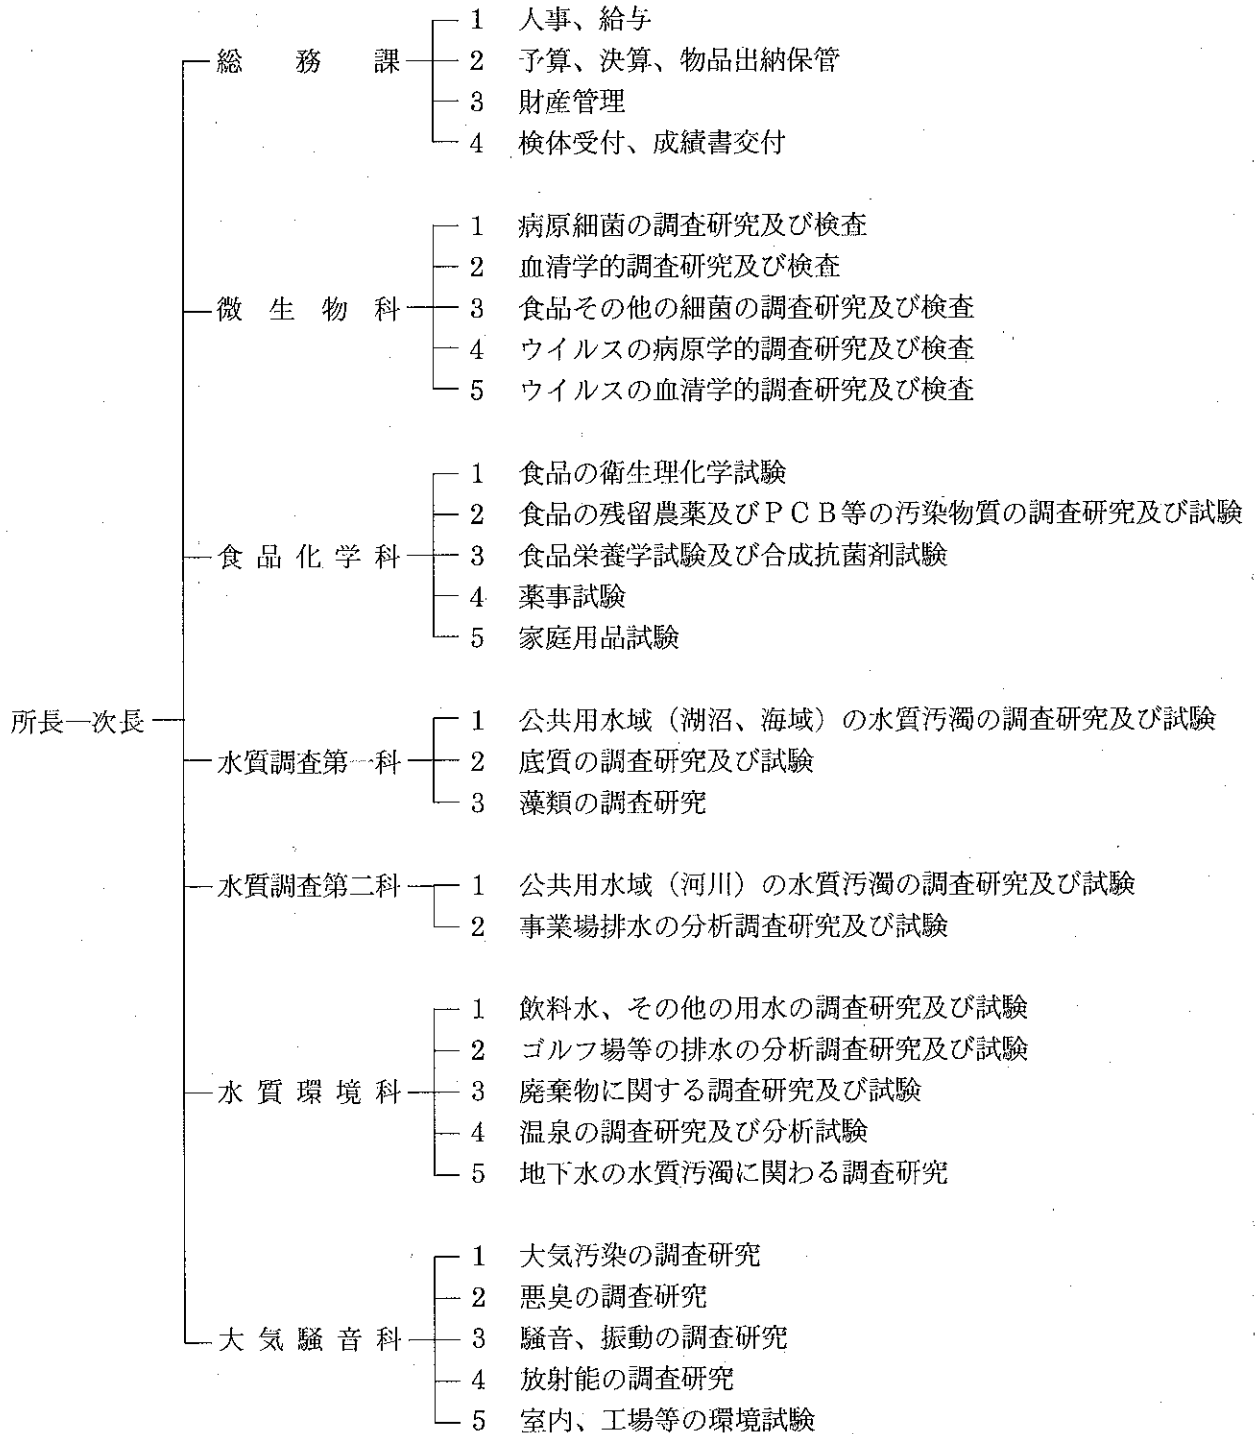 所長―次長
総務課
1 人事、給与
2 予算、決算、物品出納保管
3 財産管理
4 検体受付、成績書交付
微生物科
1 病原細菌の調査研究及び検査
2 血清学的調査研究及び検査
3 食品その他の細菌の調査研究及び検査
4 ウイルスの病原学的調査研究及び検査
5 ウイルスの血清学的調査研究及び検査
食品化学科
1 食品の衛生理化学試験
2 食品の残留農薬及びPCB等の汚染物質の調査研究及び試験
3 食品栄養学試験及び合成抗菌剤試験
4 薬事試験
5 家庭用品試験
水質調査第一科
1 公共用水域（湖沼、海域）の水質汚濁の調査研究及び試験
2 底質の調査研究及び試験
3 藻類の調査研究
水質調査第二科
1 公共用水域（河川）の水質汚濁の調査研究及び試験
2 事業場排水の分析調査研究及び試験
水質環境科
1 飲料水、その他の用水の調査研究及び試験
2 ゴルフ場等の排水の分析調査研究及び試験
3 廃棄物に関する調査研究及び試験
4 温泉の調査研究及び分析試験
5 地下水の水質汚濁に関わる調査研究
大気騒音科
1 大気汚染の調査研究
2 悪臭の調査研究
3 騒音、振動の調査研究
4 放射能の調査研究
5 室内、工場等の環境試験